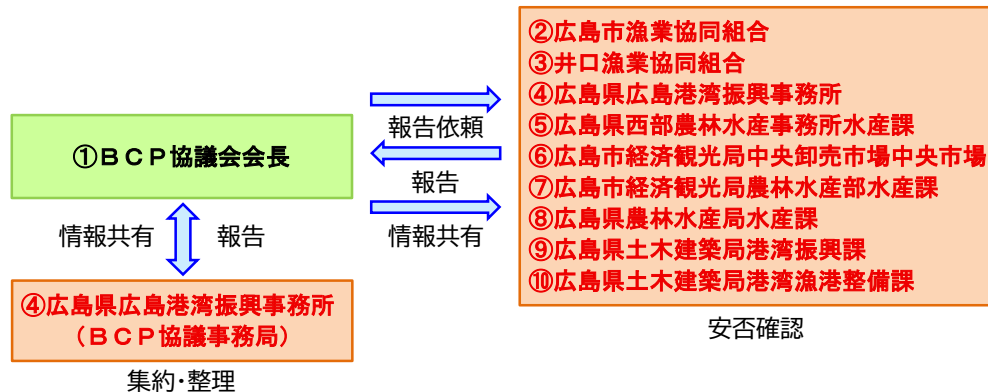 ①ＢＣＰ協議会会長
情報共有
報告
④広島県広島港湾振興事務所
（ＢＣＰ協議事務局）
集約・整理
報告依頼
報告
情報共有
②広島市漁業協同組合
③井口漁業協同組合
④広島県広島港湾振興事務所
⑤広島県西部農林水産事務所水産課
⑥広島市経済観光局中央卸売市場中央市場
⑦広島市経済観光局農林水産部水産課
⑧広島県農林水産局水産課
⑨広島県土木建築局港湾振興課
⑩広島県土木建築局港湾漁港整備課
安否確認